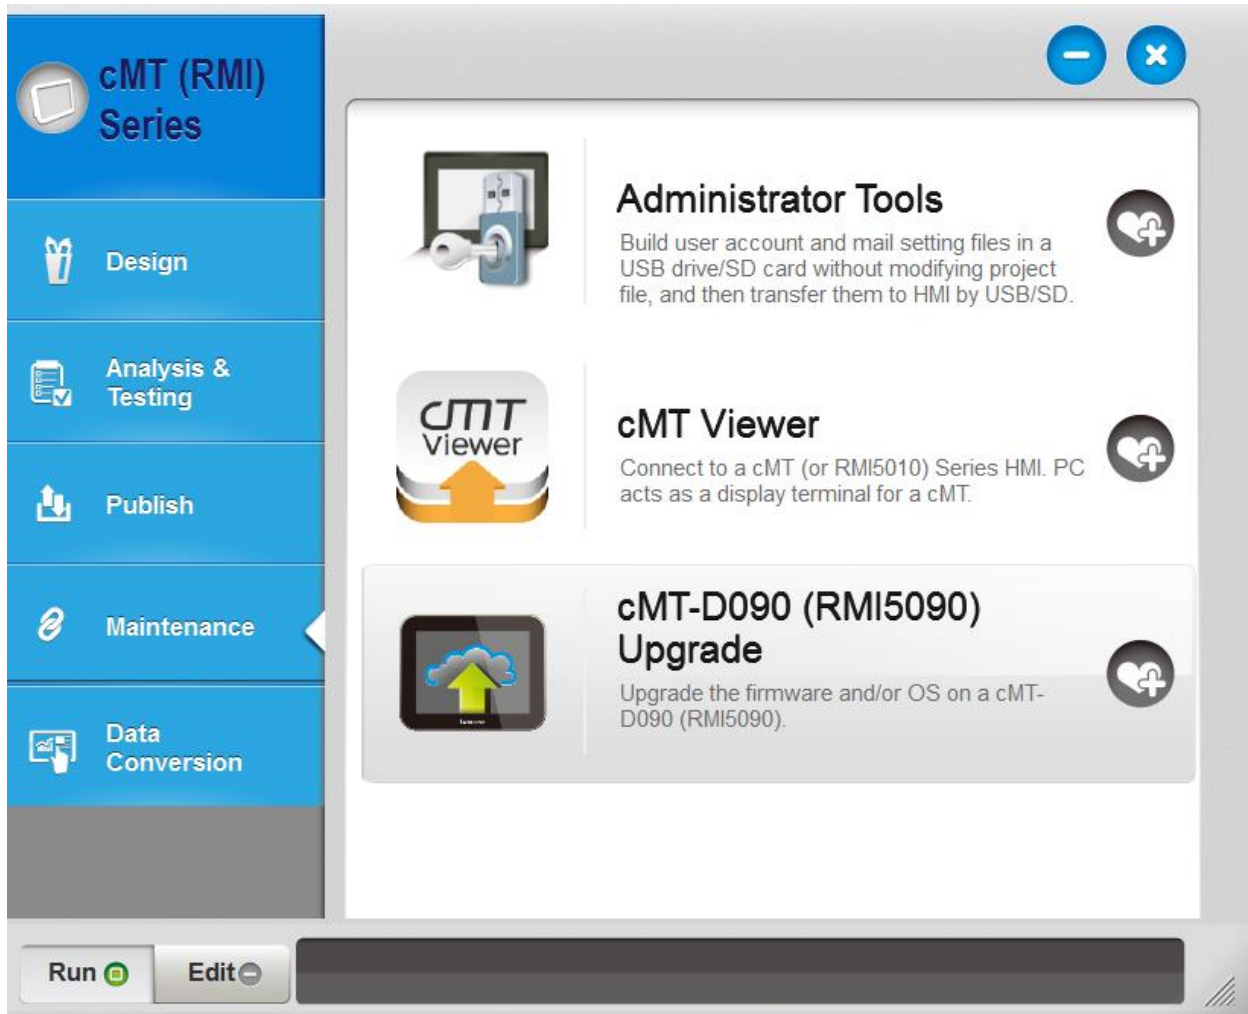 cMT (RMI)
Series
Design
Analysis &
Testing
Publish
Maintenance
Data
Conversion
Administrator Tools
Build user account and mail setting files in a
USB drive/SD card without modifying project
file, and then transfer them to HMI by USB/SD.
cMT
Viewer
cMT Viewer
Connect to a cMT (or RMI5010) Series HMI. PC
acts as a display terminal for a cMT.
cMT-D090 (RMI5090)
Upgrade
Upgrade the firmware and/or OS on a cMT-
D090 (RMI5090).
Run
Edit